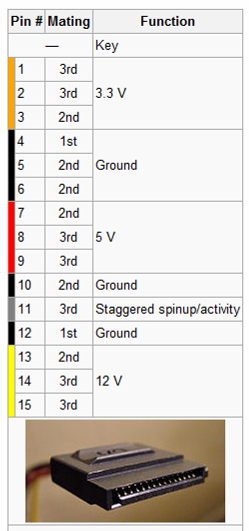 Pin # Mating Function
— Key
1 3rd
2 3rd 3.3 V
3 2nd
4 1st
5 2nd Ground
6 2nd
7 2nd
8 3rd 5 V
9 3rd
10 2nd Ground
11 3rd Staggered spinup/activity
12 1st Ground
13 2nd
14 3rd 12 V
15 3rd